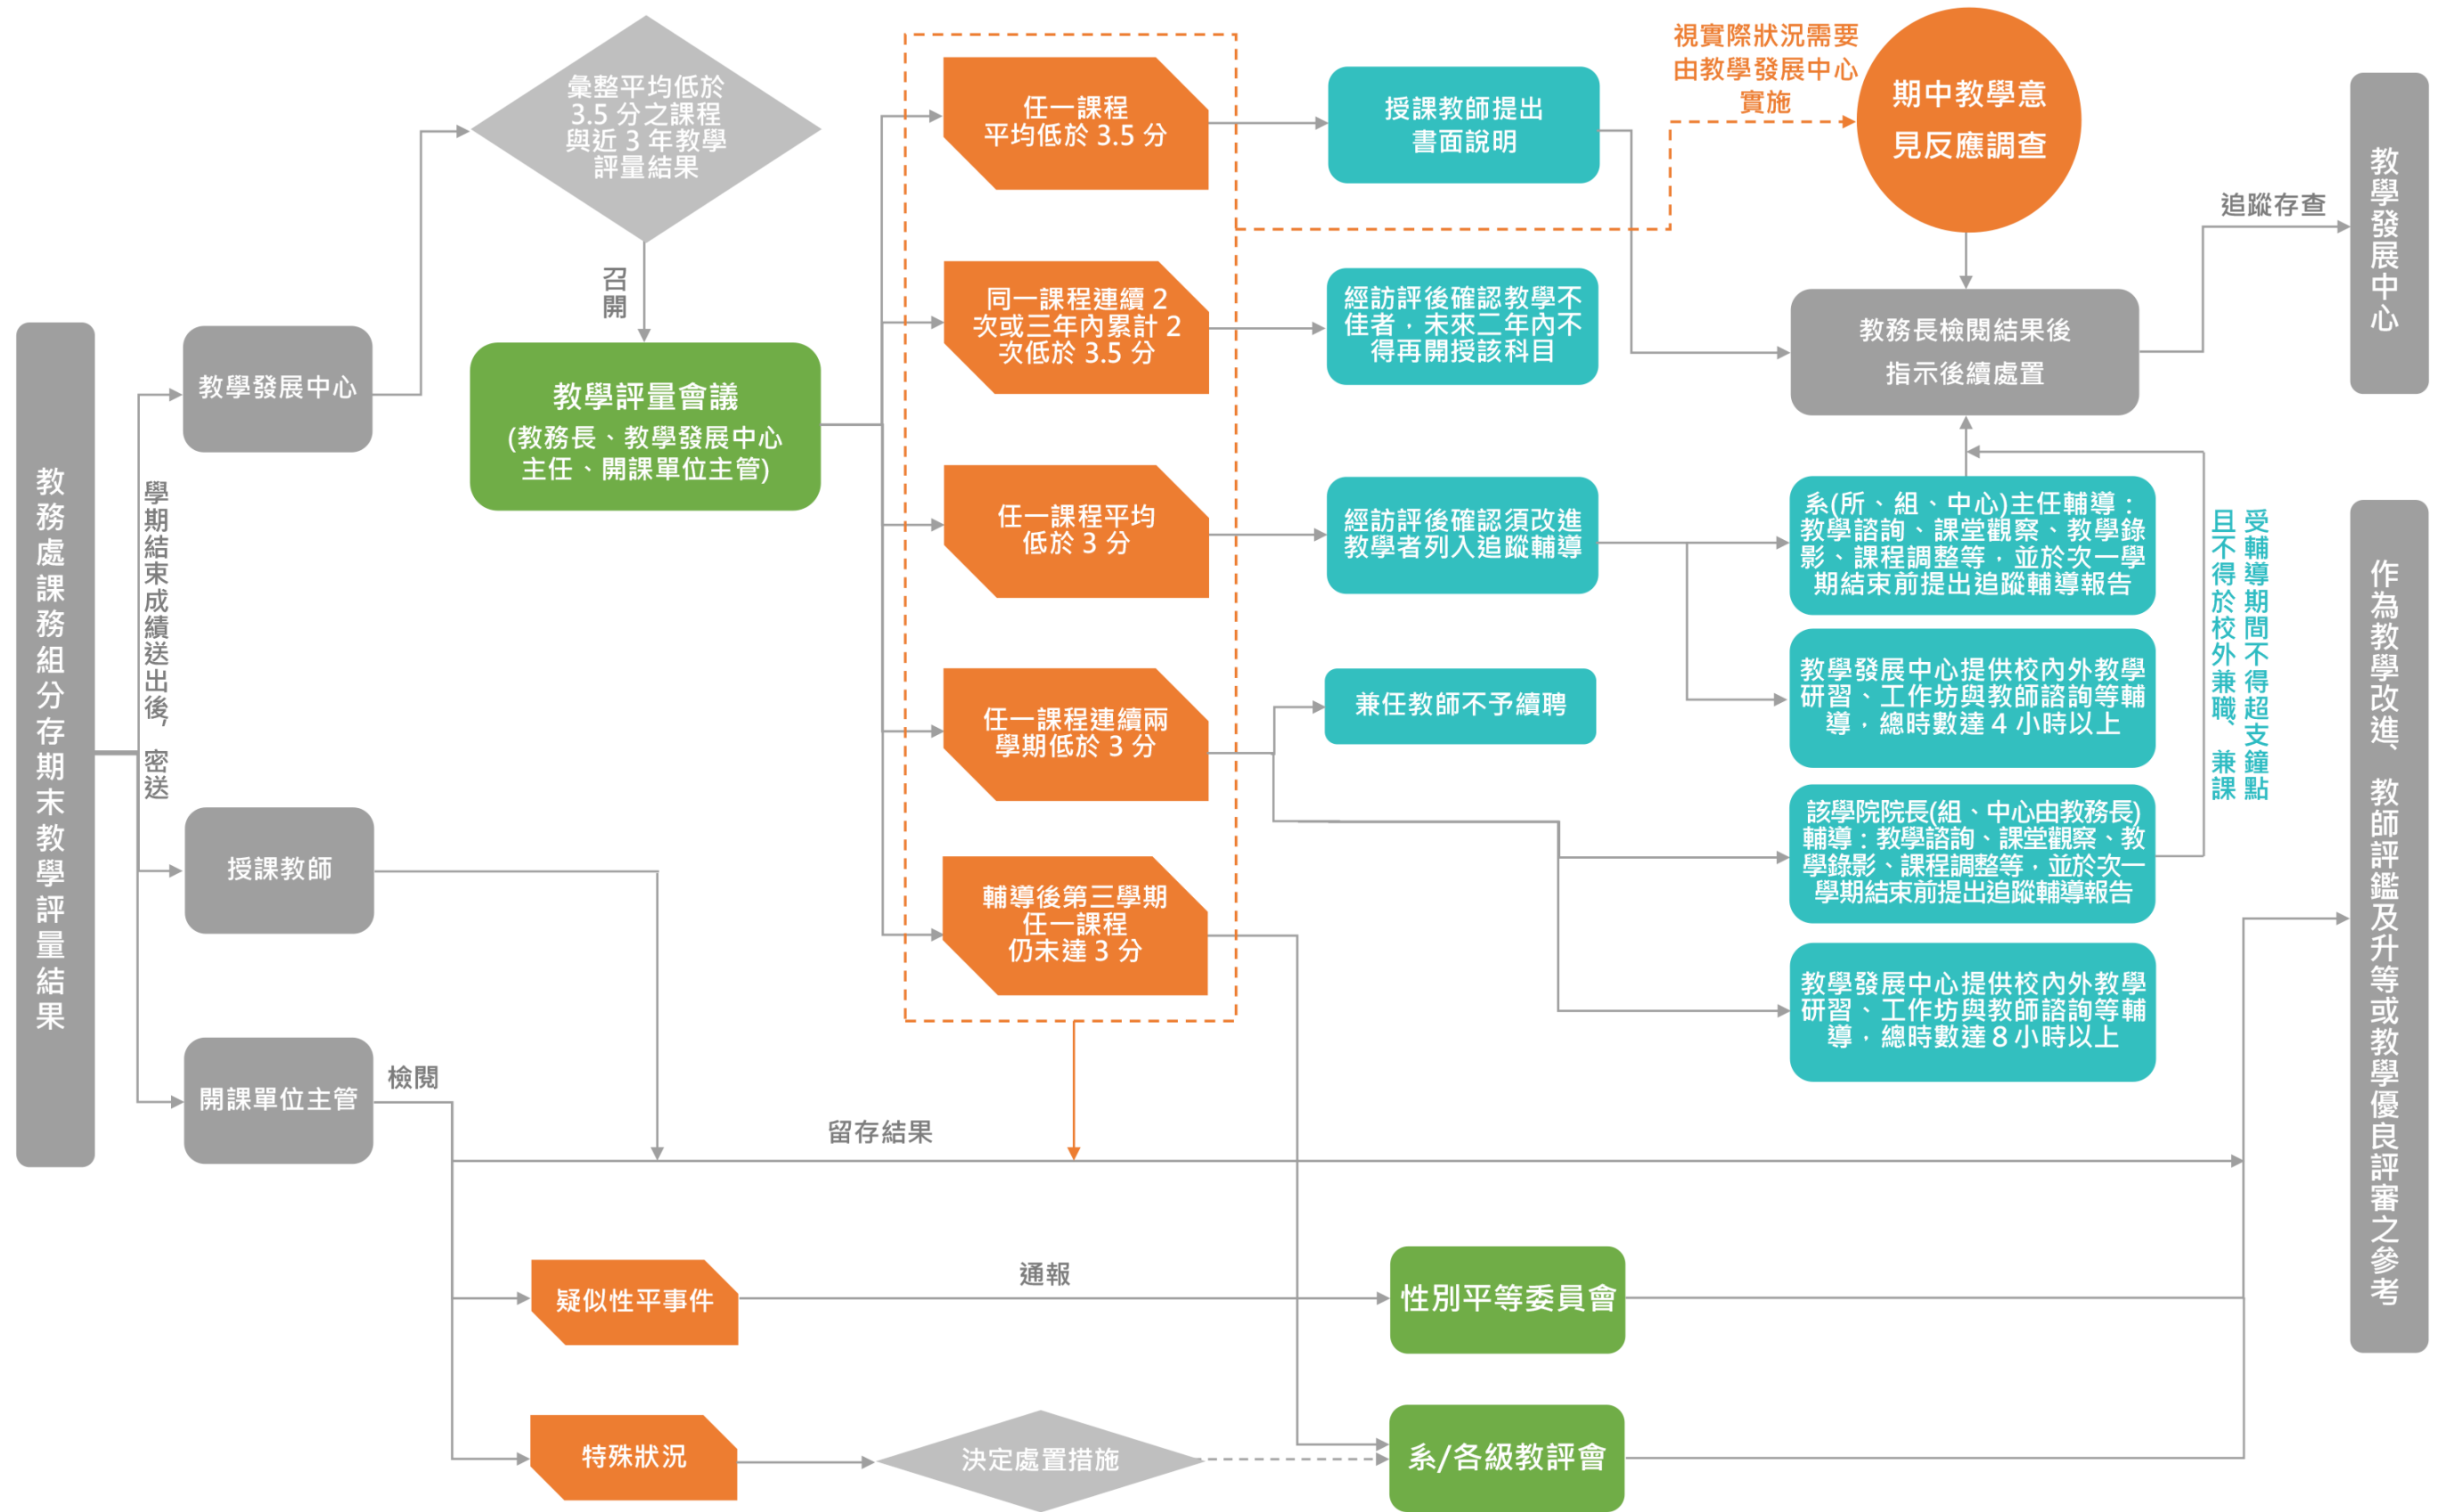 教務處課務組分存期末教學評量結果
學期結束成績送出後，密送
教學發展中心
授課教師
開課單位主管
檢閱
彙整平均低於
3.5 分之課程
與近 3 年教學
評量結果
召
開
教學評量會議
(教務長、教學發展中心
主任、開課單位主管)
任一課程
平均低於 3.5 分
同一課程連續 2
次或三年內累計 2
次低於 3.5 分
任一課程平均
低於 3 分
任一課程連續兩
學期低於 3 分
輔導後第三學期
任一課程
仍未達 3 分
授課教師提出
書面說明
經訪評後確認教學不
佳者，未來二年內不
得再開授該科目
經訪評後確認須改進
教學者列入追蹤輔導
兼任教師不予續聘
視實際狀況需要
由教學發展中心
實施
期中教學意
見反應調查
教務長檢閱結果後
指示後續處置
系(所、組、中心)主任輔導：
教學諮詢、課堂觀察、教學錄
影、課程調整等，並於次一學
期結束前提出追蹤輔導報告
教學發展中心提供校內外教學
研習、工作坊與教師諮詢等輔
導，總時數達 4 小時以上
該學院院長(組、中心由教務長)
輔導：教學諮詢、課堂觀察、教
學錄影、課程調整等，並於次一
學期結束前提出追蹤輔導報告
教學發展中心提供校內外教學
研習、工作坊與教師諮詢等輔
導，總時數達 8 小時以上
受輔導期間不得超支鐘點
且不得於校外兼職、兼課
追蹤存查
教學發展中心
作為教學改進、教師評鑑及升等或教學優良評審之參考
留存結果
疑似性平事件
通報
性別平等委員會
特殊狀況
決定處置措施
系/各級教評會